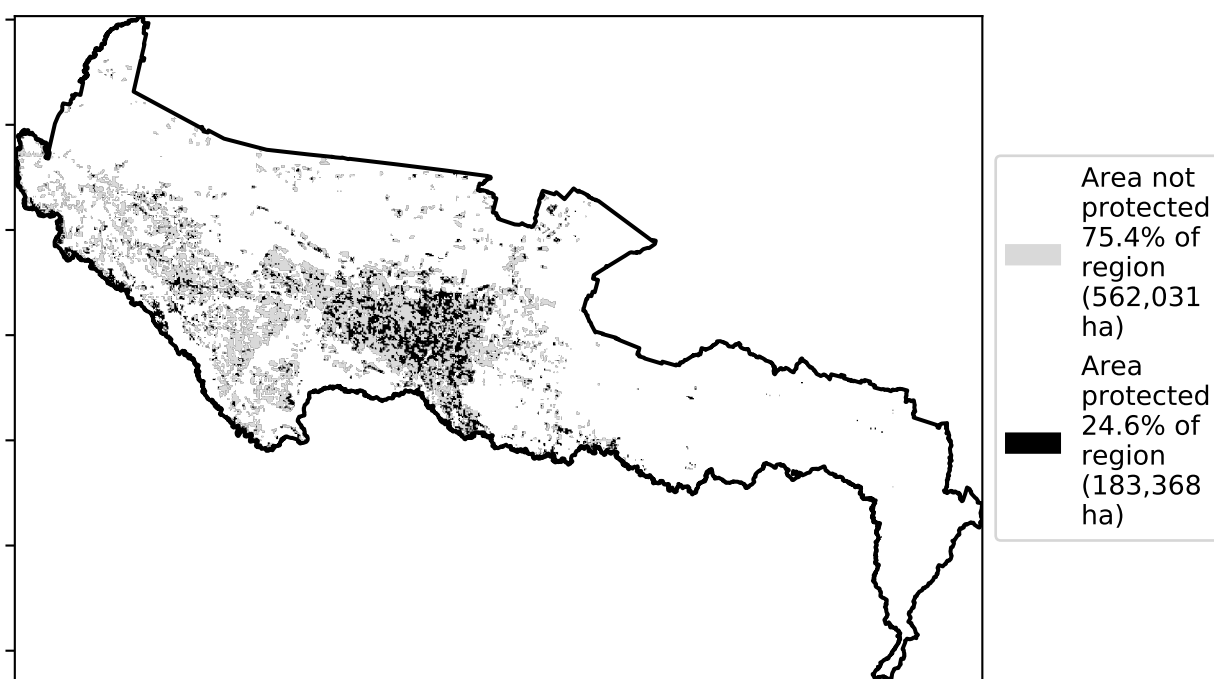 Area not
protected
75.4% of
region
(562,031
ha)
Area
protected
24.6% of
region
(183,368
ha)